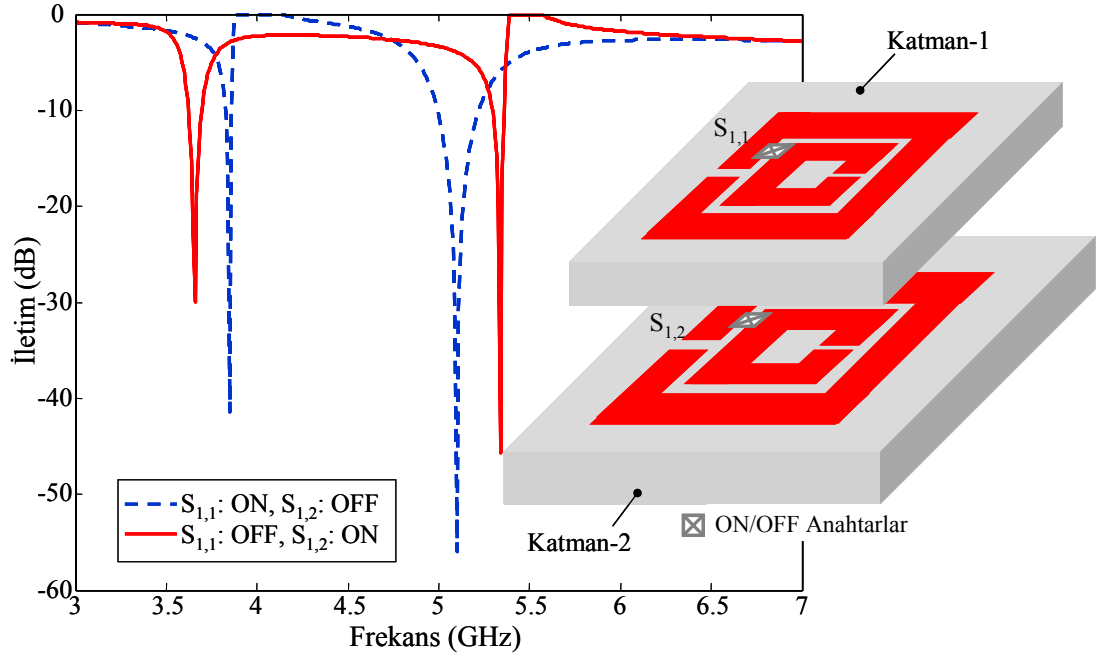 0
-10
-20
-30
-40
-50
-60
İletim (dB)
3
3.5
4
4.5
5
5.5
6
6.5
7
Frekans (GHz)
S1,1: ON, S1,2: OFF
S1,1: OFF, S1,2: ON
Katman-1
S1,1
S1,2
Katman-2
ON/OFF Anahtarlar